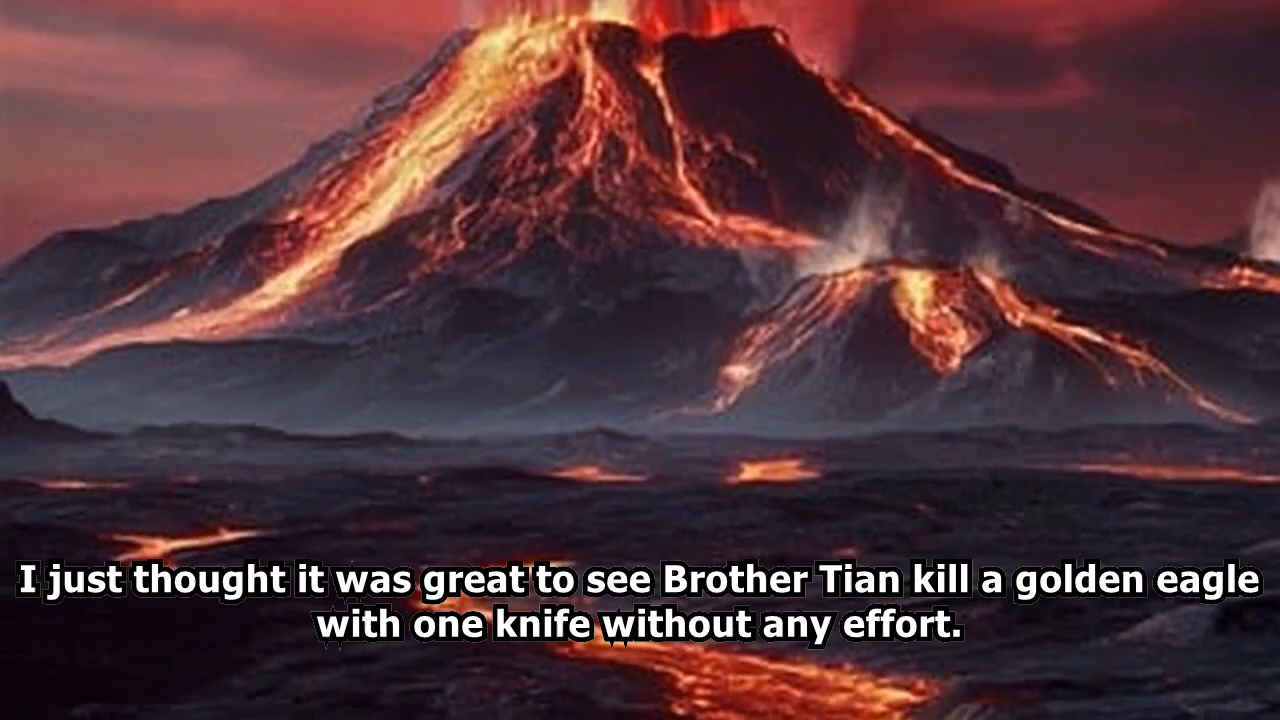 I just thought it was great to see Brother Tian kill a golden eagle
with one knife without any effort.